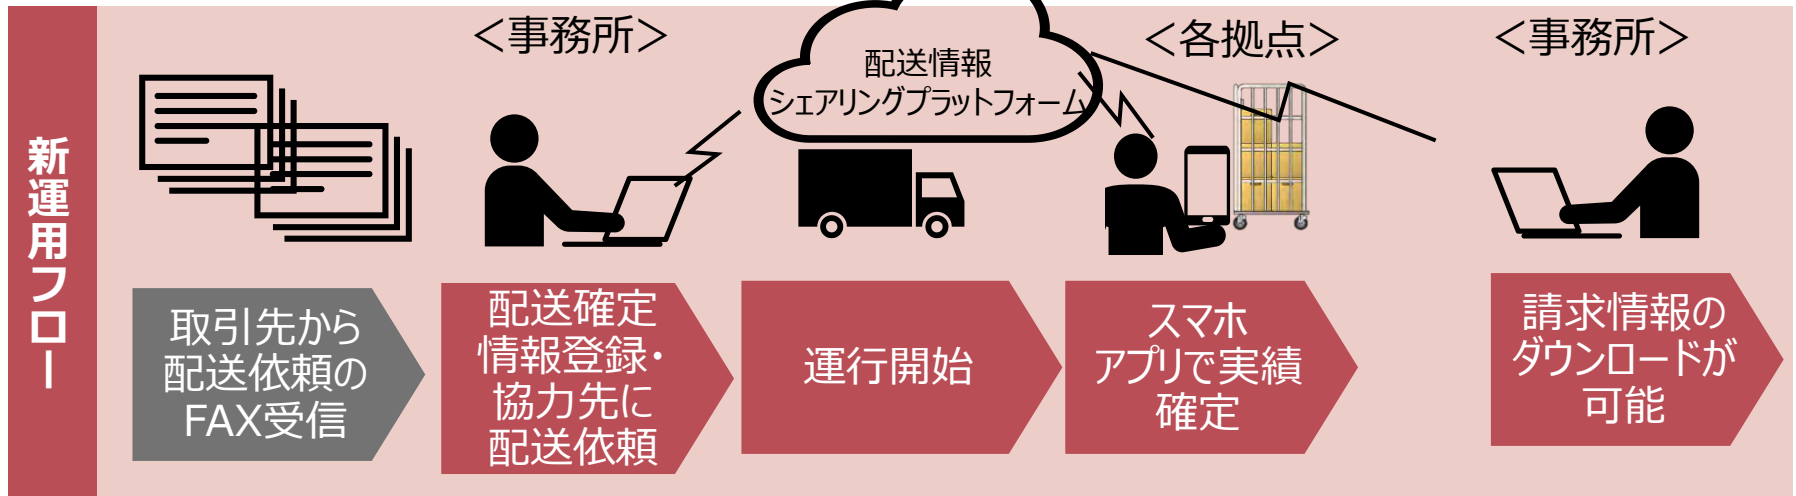 新運用フロー
＜事務所＞
配送情報
シェアリングプラットフォーム
＜各拠点＞
＜事務所＞
取引先から
配送依頼の
FAX受信
配送確定
情報登録・
協力先に
配送依頼
運行開始
スマホ
アプリで実績
確定
請求情報の
ダウンロードが
可能